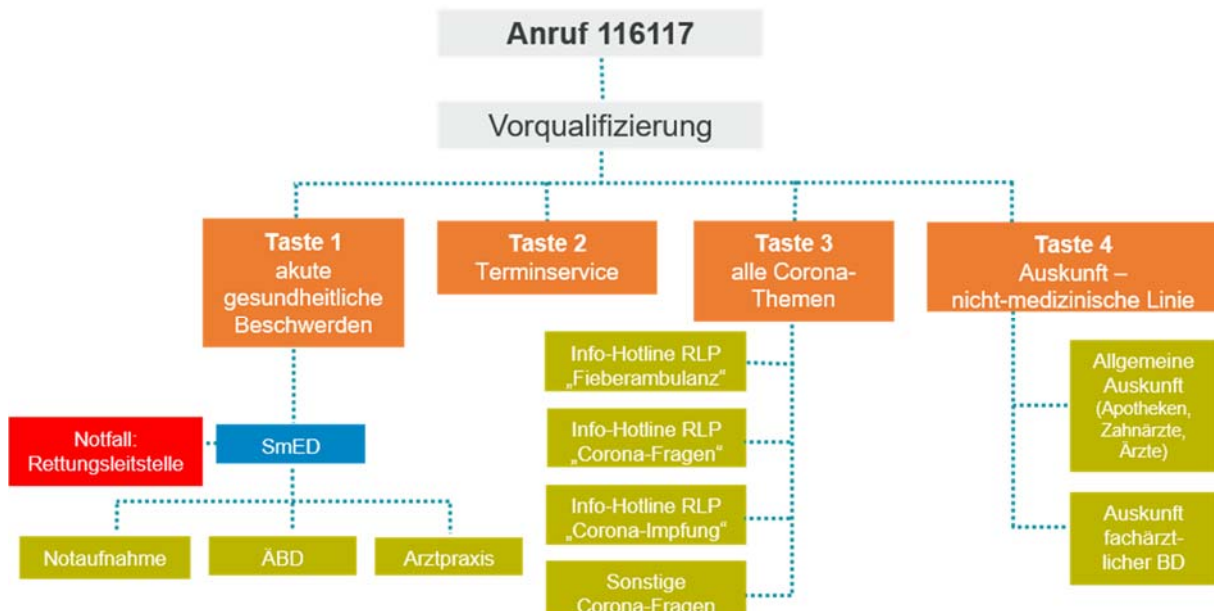 Anruf 116117
Vorqualifizierung
Taste 1
akute
gesundheitliche
Beschwerden
Taste 2
Terminservice
Taste 3
alle Corona-
Themen
Taste 4
Auskunft –
nicht-medizinische Linie
Notfall:
Rettungsleitstelle
SmED
Notaufnahme
ÄBD
Arztpraxis
Info-Hotline RLP
„Fieberambulanz“
Info-Hotline RLP
„Corona-Fragen“
Info-Hotline RLP
„Corona-Impfung“
Sonstige
Corona-Fragen
Allgemeine
Auskunft
(Apotheken,
Zahnärzte,
Ärzte)
Auskunft
fachärzt-
licher BD